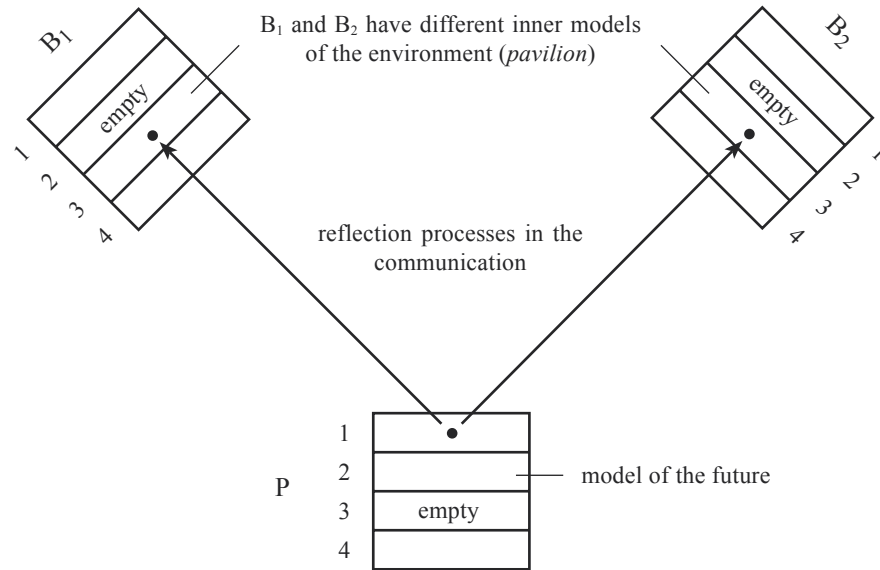 B₁
B₁ and B₂ have different inner models
of the environment (pavilion)
B₂
empty
empty
1
2
3
4
1
2
3
4
reflection processes in the
communication
P
1
2
model of the future
3
empty
4